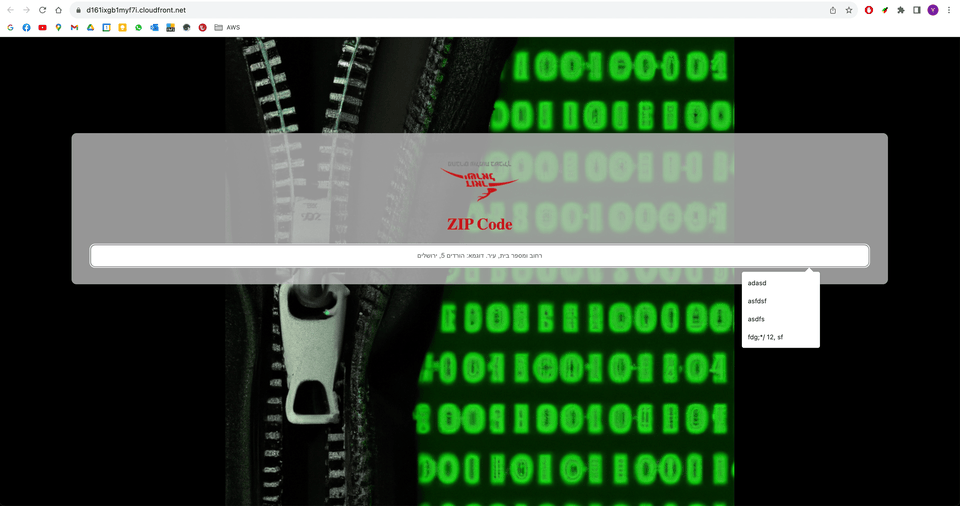 d161ixgb1myf7i.cloudfront.net
AWS
ZIP Code
רחוב ומספר בית, עיר. דוגמא: הורדים 5, ירושלים
adasd
asfdsf
asdfs
fdg;*/ 12, sf